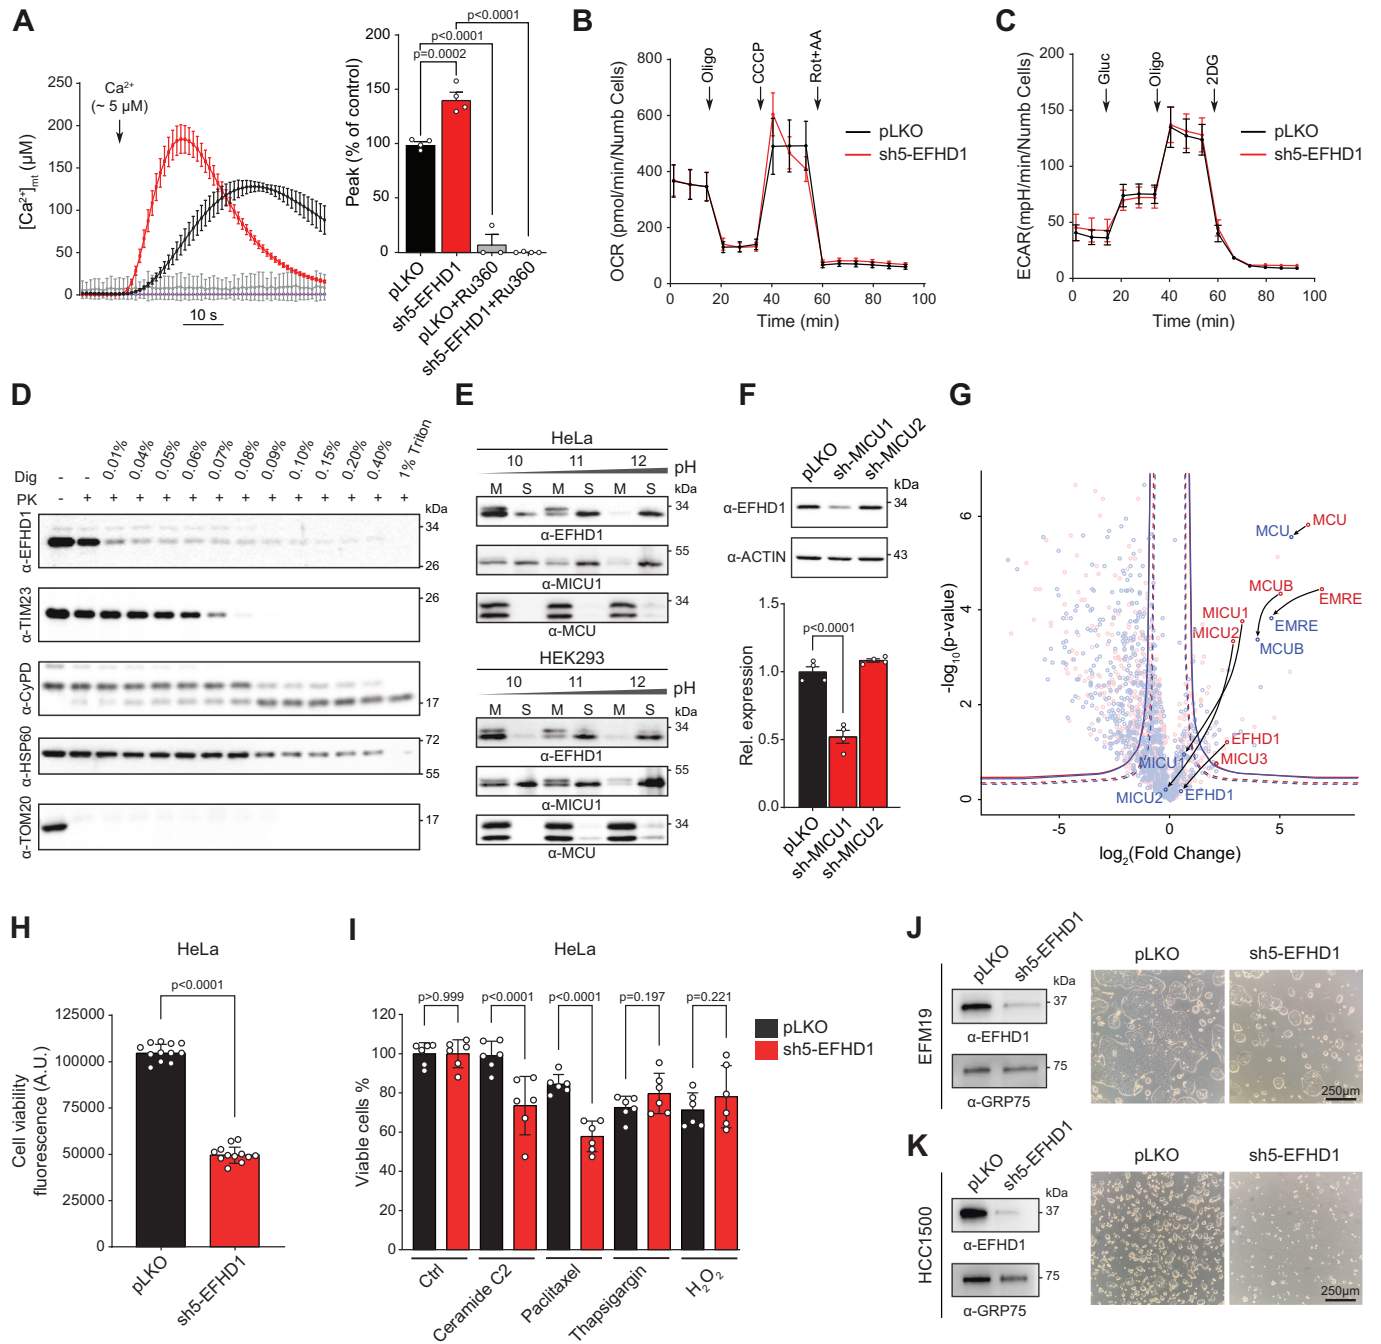 A
Ca²⁺
(~ 5 µM)
[Ca²⁺]mt (µM)
250
200
150
100
50
0
10 s
p<0.0001
p<0.0001
p=0.0002
Peak (% of control)
200
150
100
50
0
pLKO
sh5-EFHD1
pLKO+Ru360
sh5-EFHD1+Ru360
B
Oligo
CCCP
Rot+AA
OCR (pmol/min/Numb Cells)
800
600
400
200
0
pLKO
sh5-EFHD1
0 20 40 60 80 100
Time (min)
C
Gluc
Oligo
2DG
ECAR(mpH/min/Numb Cells)
200
150
100
50
0
pLKO
sh5-EFHD1
0 20 40 60 80 100
Time (min)
D
Dig - - 0.01% 0.04% 0.05% 0.06% 0.07% 0.08% 0.09% 0.10% 0.15% 0.20% 0.40% 1% Triton
PK - + + + + + + + + + + + + +
kDa
α-EFHD1
34
26
α-TIM23
26
α-CyPD
17
α-HSP60
72
55
α-TOM20
17
E
HeLa
10 11 12 pH
M S M S M S kDa
34
α-EFHD1
55
α-MICU1
34
α-MCU
HEK293
10 11 12 pH
M S M S M S kDa
34
α-EFHD1
55
α-MICU1
34
α-MCU
F
pLKO
sh-MICU1
sh-MICU2
kDa
α-EFHD1
34
α-ACTIN
43
Rel. expression
1.5
1.0
0.5
0.0
p<0.0001
pLKO
sh-MICU1
sh-MICU2
G
-log10(p-value)
6
4
2
0
MCU
MCU
MCUB
EMRE
MICU1
MICU2
EMRE
MCUB
EFHD1
MICU3
MICU1
MICU2
EFHD1
-5 0 5
log2(Fold Change)
H
HeLa
p<0.0001
Cell viability
fluorescence (A.U.)
125000
100000
75000
50000
25000
0
pLKO
sh5-EFHD1
I
HeLa
p>0.999
p<0.0001
p<0.0001
p=0.197
p=0.221
pLKO
sh5-EFHD1
Viable cells %
120
100
80
60
40
20
0
Ctrl
Ceramide C2
Paclitaxel
Thapsigargin
H₂O₂
J
EFM19
pLKO
sh5-EFHD1
kDa
37
α-EFHD1
75
α-GRP75
pLKO
sh5-EFHD1
250µm
K
HCC1500
pLKO
sh5-EFHD1
kDa
37
α-EFHD1
75
α-GRP75
pLKO
sh5-EFHD1
250µm